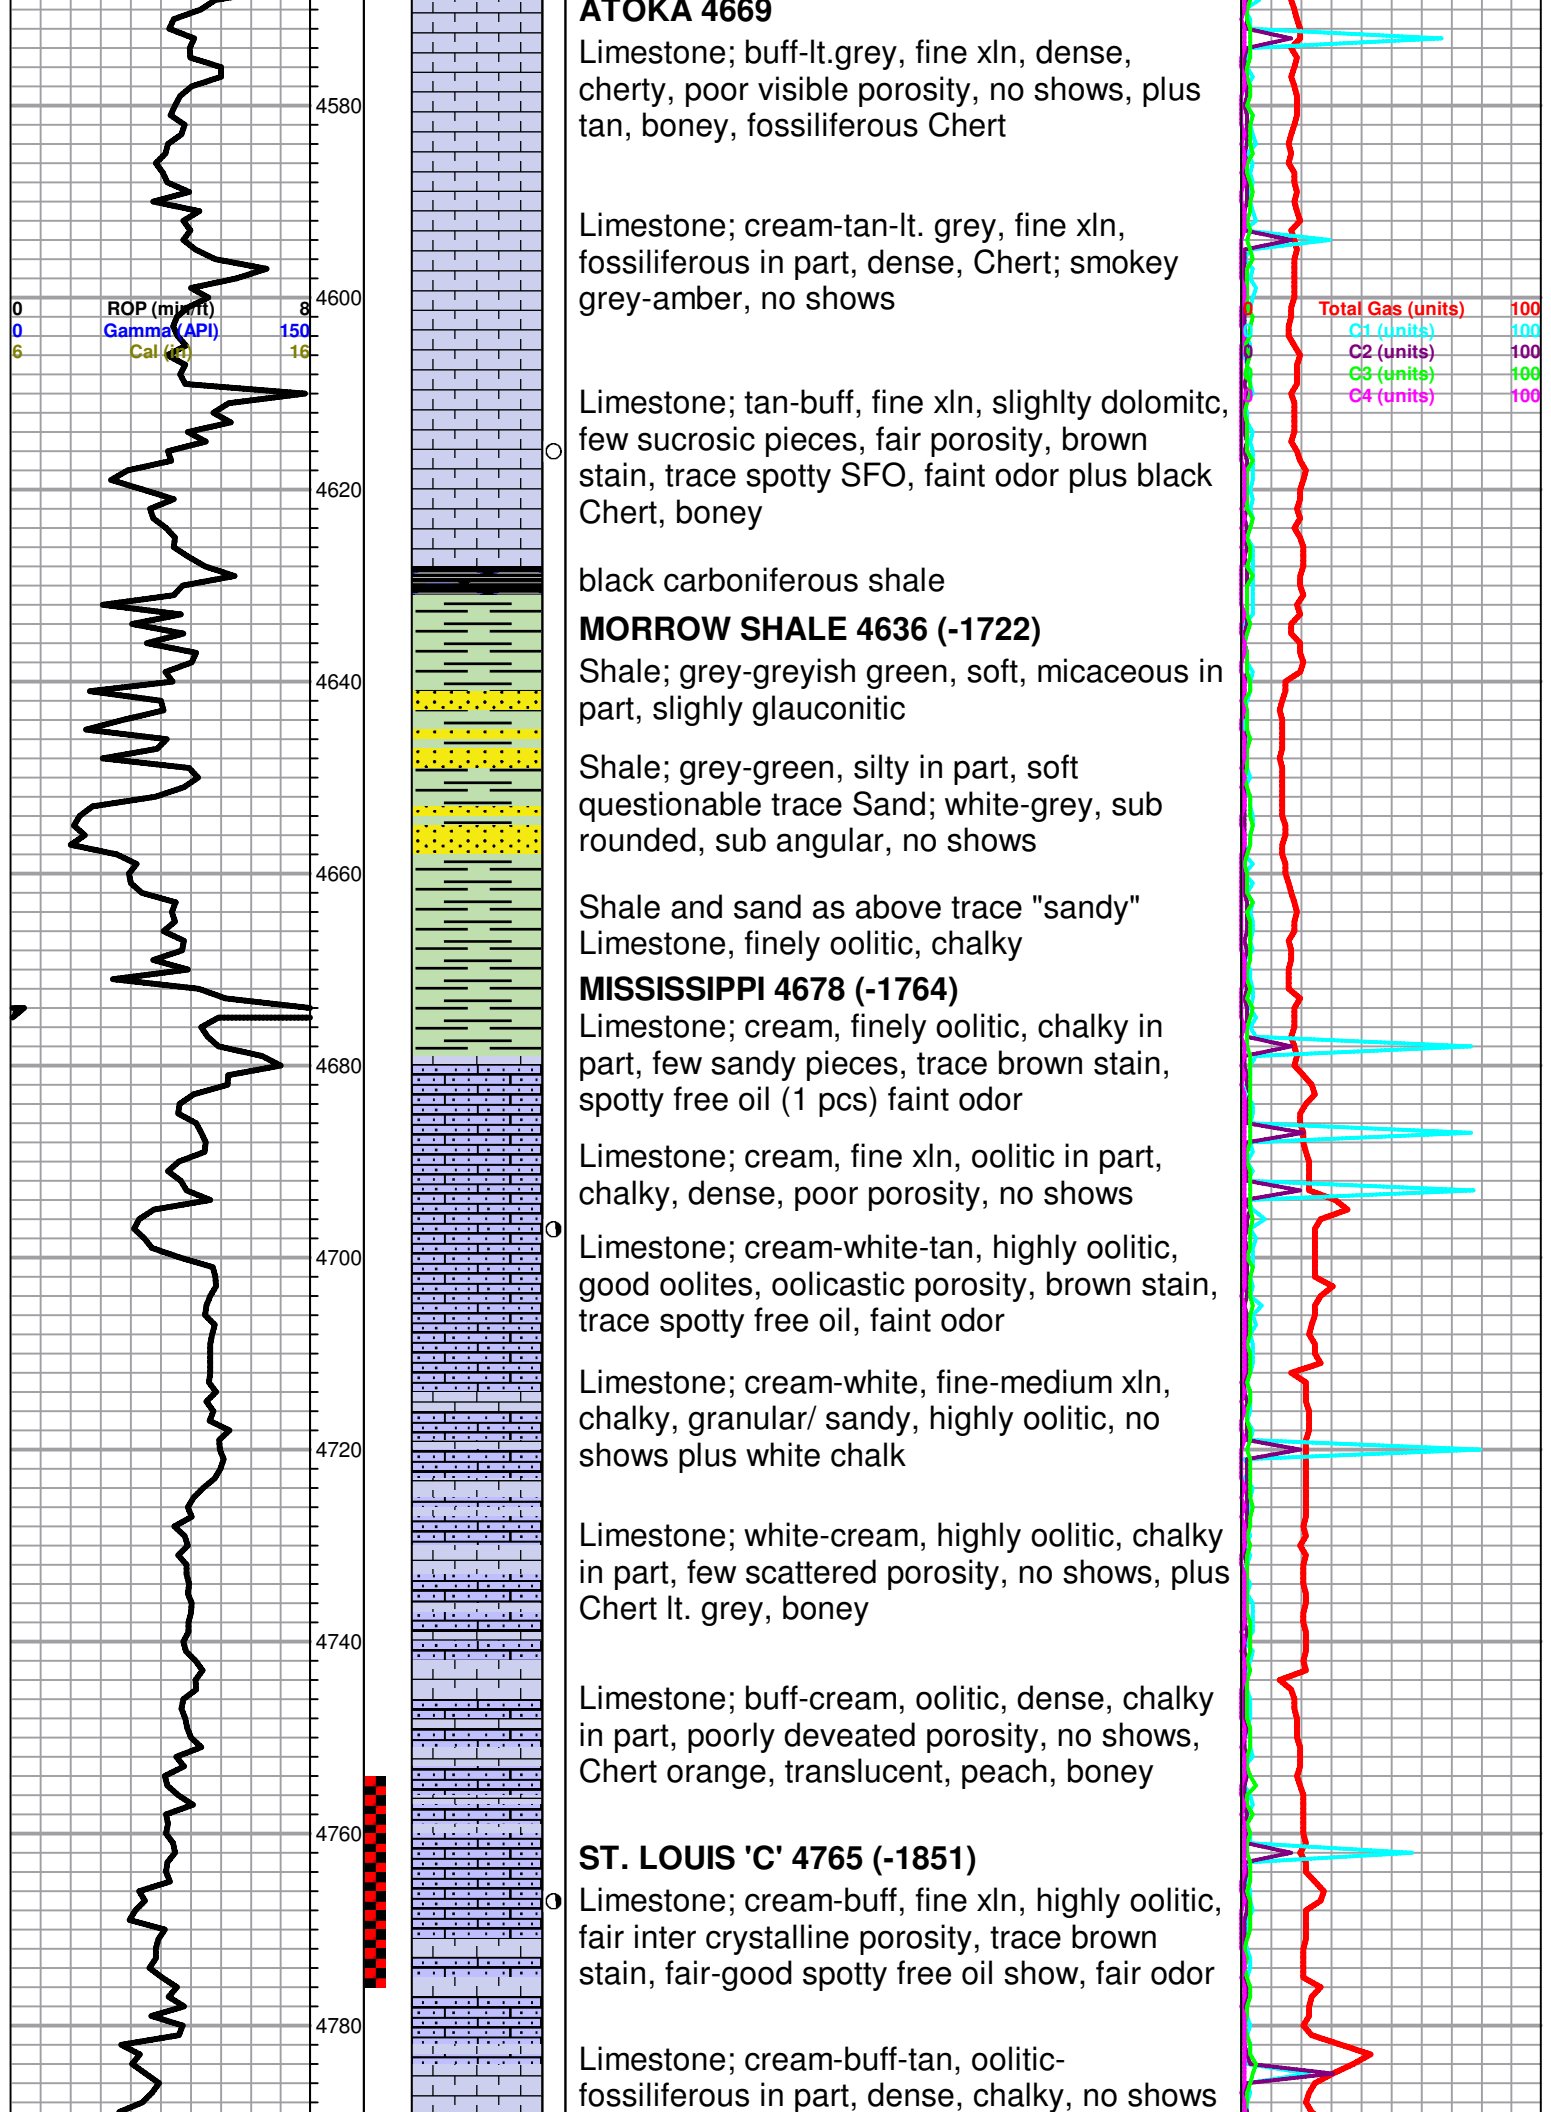 ATOKA 4669
Limestone; buff-lt.grey, fine xln, dense,
cherty, poor visible porosity, no shows, plus
tan, boney, fossiliferous Chert
4580
Limestone; cream-tan-lt. grey, fine xln,
fossiliferous in part, dense, Chert; smokey
grey-amber, no shows
4600
0 ROP (min/ft) 8
0 Gamma (API) 150
6 Cal (in) 16
0 Total Gas (units) 100
0 C1 (units) 100
0 C2 (units) 100
0 C3 (units) 100
0 C4 (units) 100
Limestone; tan-buff, fine xln, slighlty dolomitc,
few sucrosic pieces, fair porosity, brown
stain, trace spotty SFO, faint odor plus black
Chert, boney
4620
black carboniferous shale
MORROW SHALE 4636 (-1722)
Shale; grey-greyish green, soft, micaceous in
part, slighly glauconitic
4640
Shale; grey-green, silty in part, soft
questionable trace Sand; white-grey, sub
rounded, sub angular, no shows
4660
Shale and sand as above trace "sandy"
Limestone, finely oolitic, chalky
MISSISSIPPI 4678 (-1764)
Limestone; cream, finely oolitic, chalky in
part, few sandy pieces, trace brown stain,
spotty free oil (1 pcs) faint odor
4680
Limestone; cream, fine xln, oolitic in part,
chalky, dense, poor porosity, no shows
4700
Limestone; cream-white-tan, highly oolitic,
good oolites, oolicastic porosity, brown stain,
trace spotty free oil, faint odor
Limestone; cream-white, fine-medium xln,
chalky, granular/ sandy, highly oolitic, no
shows plus white chalk
4720
Limestone; white-cream, highly oolitic, chalky
in part, few scattered porosity, no shows, plus
Chert lt. grey, boney
4740
Limestone; buff-cream, oolitic, dense, chalky
in part, poorly deveated porosity, no shows,
Chert orange, translucent, peach, boney
4760
ST. LOUIS 'C' 4765 (-1851)
Limestone; cream-buff, fine xln, highly oolitic,
fair inter crystalline porosity, trace brown
stain, fair-good spotty free oil show, fair odor
4780
Limestone; cream-buff-tan, oolitic-
fossiliferous in part, dense, chalky, no shows